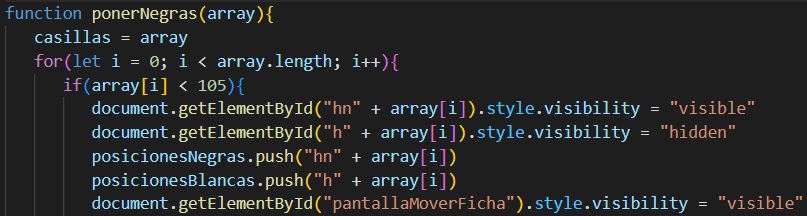 function ponerNegras(array){
casillas = array
for(let i = 0; i < array.length; i++){
if(array[i] < 105){
document.getElementById("hn" + array[i]).style.visibility = "visible"
document.getElementById("h" + array[i]).style.visibility = "hidden"
posicionesNegras.push("hn" + array[i])
posicionesBlancas.push("h" + array[i])
document.getElementById("pantallaMoverFicha").style.visibility = "visible"